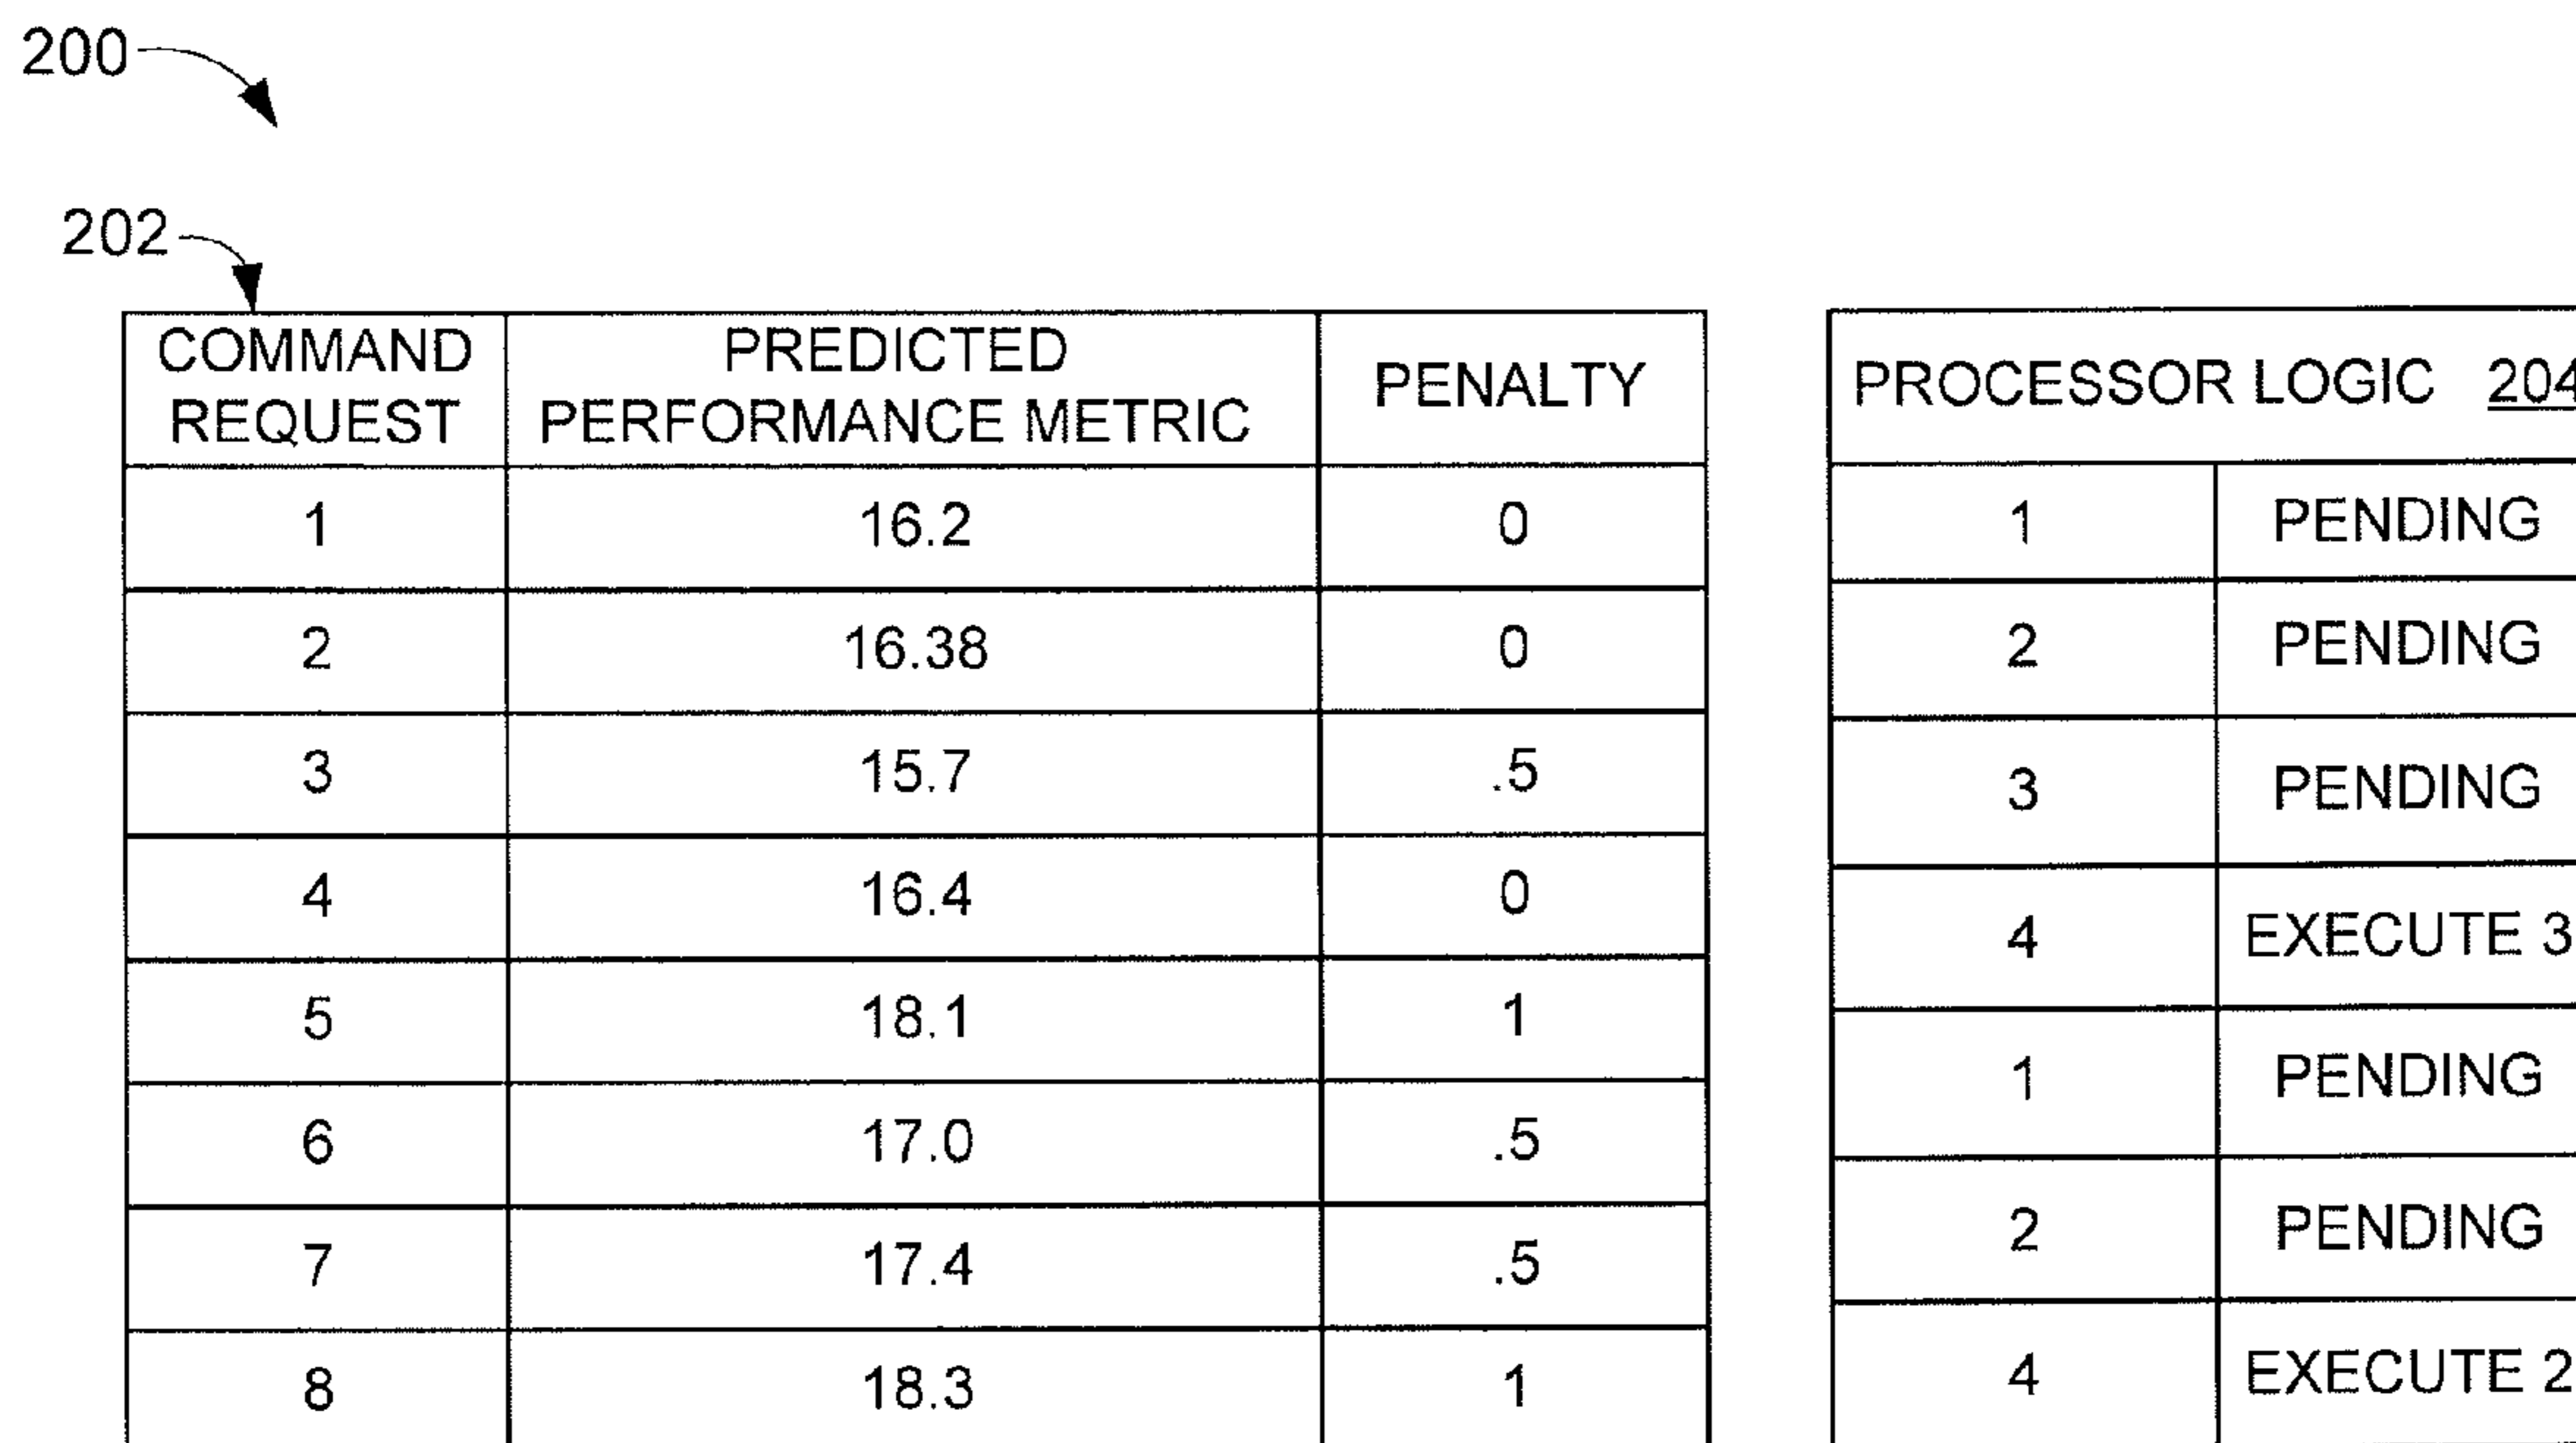 200
202
COMMAND REQUEST PREDICTED PERFORMANCE METRIC PENALTY
1 16.2 0
2 16.38 0
3 15.7 .5
4 16.4 0
5 18.1 1
6 17.0 .5
7 17.4 .5
8 18.3 1
PROCESSOR LOGIC 204
1 PENDING
2 PENDING
3 PENDING
4 EXECUTE 3
1 PENDING
2 PENDING
4 EXECUTE 2